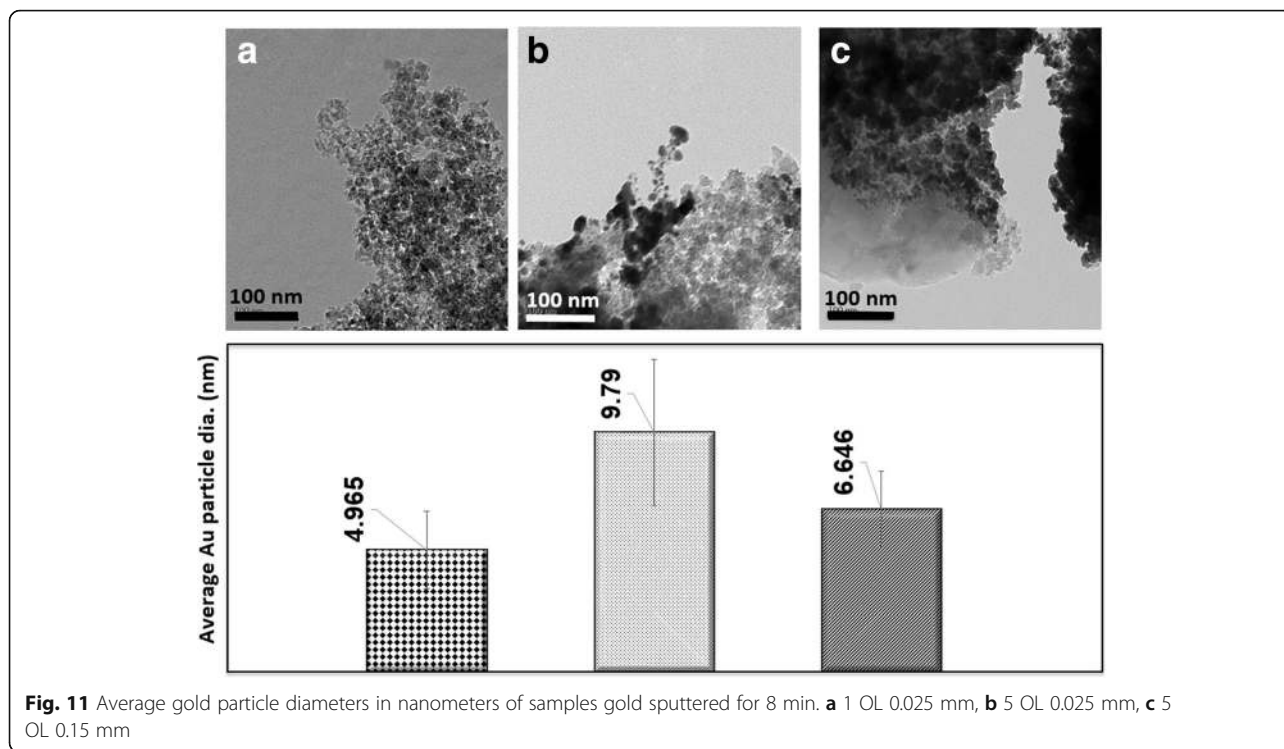 a
b
c
100 nm
100 nm
100 nm
Average Au particle dia. (nm)
4.965
9.79
6.646
Fig. 11 Average gold particle diameters in nanometers of samples gold sputtered for 8 min. a 1 OL 0.025 mm, b 5 OL 0.025 mm, c 5
OL 0.15 mm